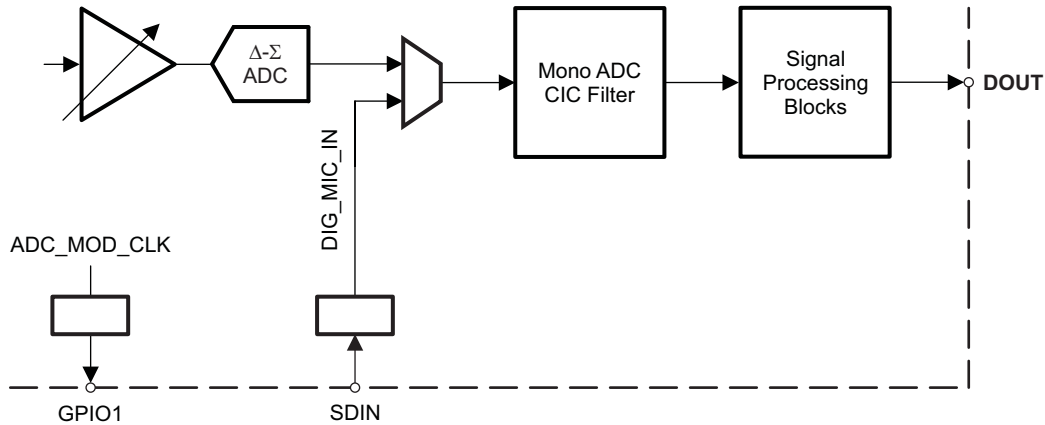 Δ-Σ
ADC
Mono ADC
CIC Filter
Signal
Processing
Blocks
DOUT
DIG_MIC_IN
ADC_MOD_CLK
GPIO1
SDIN